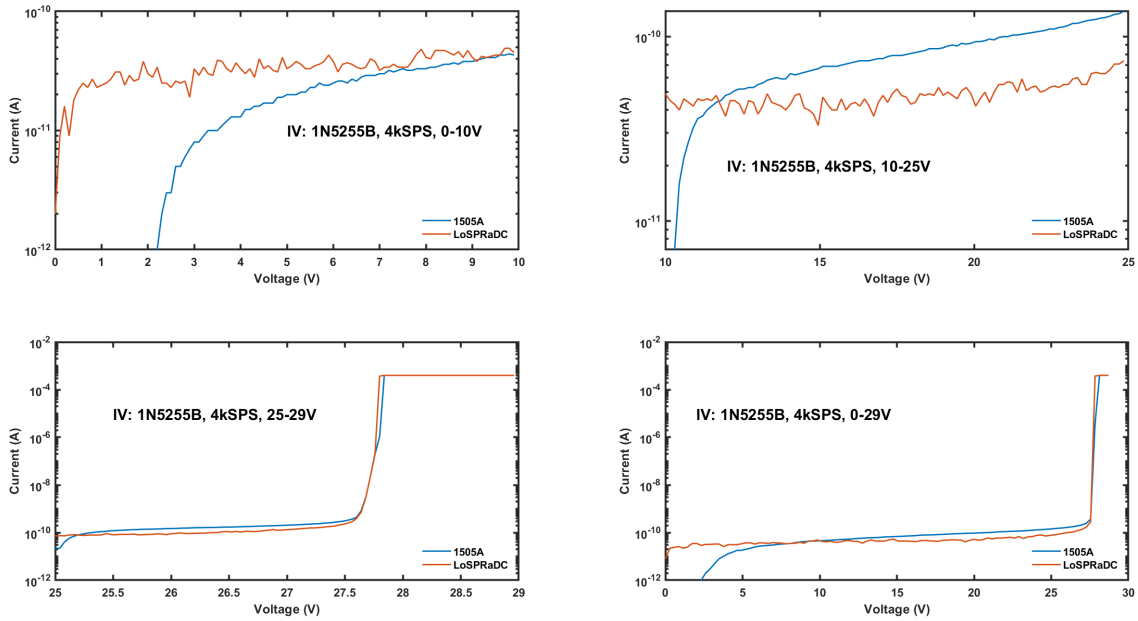 10^-10
10^-11
10^-12
Current (A)
IV: 1N5255B, 4kSPS, 0-10V
1505A
LoSPRaDC
0 1 2 3 4 5 6 7 8 9 10
Voltage (V)
10^-10
10^-11
Current (A)
IV: 1N5255B, 4kSPS, 10-25V
1505A
LoSPRaDC
10 15 20 25
Voltage (V)
10^-2
10^-4
10^-6
10^-8
10^-10
10^-12
Current (A)
IV: 1N5255B, 4kSPS, 25-29V
1505A
LoSPRaDC
25 25.5 26 26.5 27 27.5 28 28.5 29
Voltage (V)
10^-2
10^-4
10^-6
10^-8
10^-10
10^-12
Current (A)
IV: 1N5255B, 4kSPS, 0-29V
1505A
LoSPRaDC
0 5 10 15 20 25 30
Voltage (V)